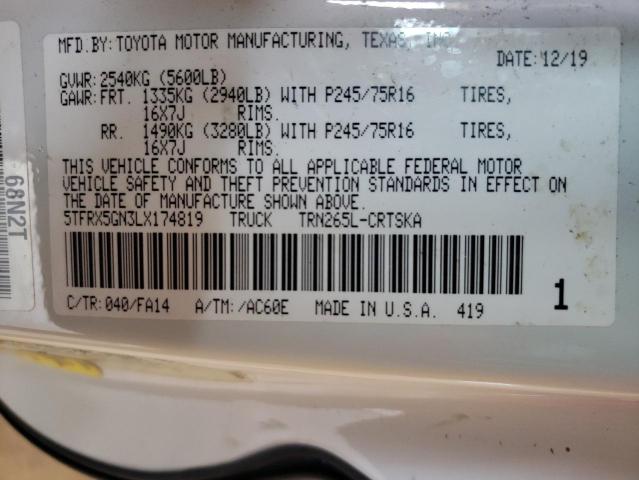 MFD.BY:TOYOTA MOTOR MANUFACTURING, TEXAS, INC.
DATE:12/19
GVWR:2540KG (5600LB)
GAWR:FRT. 1335KG (2940LB) WITH P245/75R16 TIRES,
16X7J RIMS.
RR. 1490KG (3280LB) WITH P245/75R16 TIRES,
16X7J RIMS.
THIS VEHICLE CONFORMS TO ALL APPLICABLE FEDERAL MOTOR
VEHICLE SAFETY AND THEFT PREVENTION STANDARDS IN EFFECT ON
THE DATE OF MANUFACTURE SHOWN ABOVE.
5TFRX5GN3LX174819 TRUCK TRN265L-CRTSKA
C/TR:040/FA14 A/TM:/AC60E MADE IN U.S.A. 419
1
68N2T